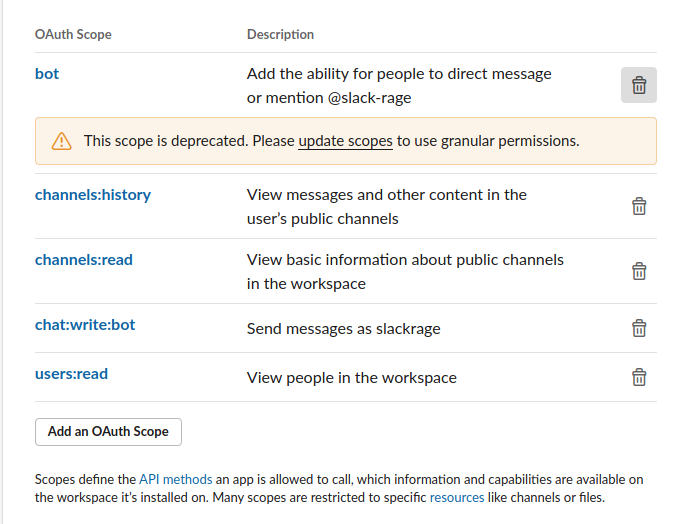 OAuth Scope Description
bot Add the ability for people to direct message
or mention @slack-rage
This scope is deprecated. Please update scopes to use granular permissions.
channels:history View messages and other content in the
user’s public channels
channels:read View basic information about public channels
in the workspace
chat:write:bot Send messages as slackrage
users:read View people in the workspace
Add an OAuth Scope
Scopes define the API methods an app is allowed to call, which information and capabilities are available on
the workspace it’s installed on. Many scopes are restricted to specific resources like channels or files.